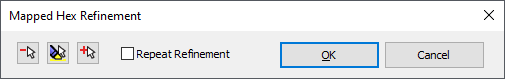 Mapped Hex Refinement
Repeat Refinement OK Cancel